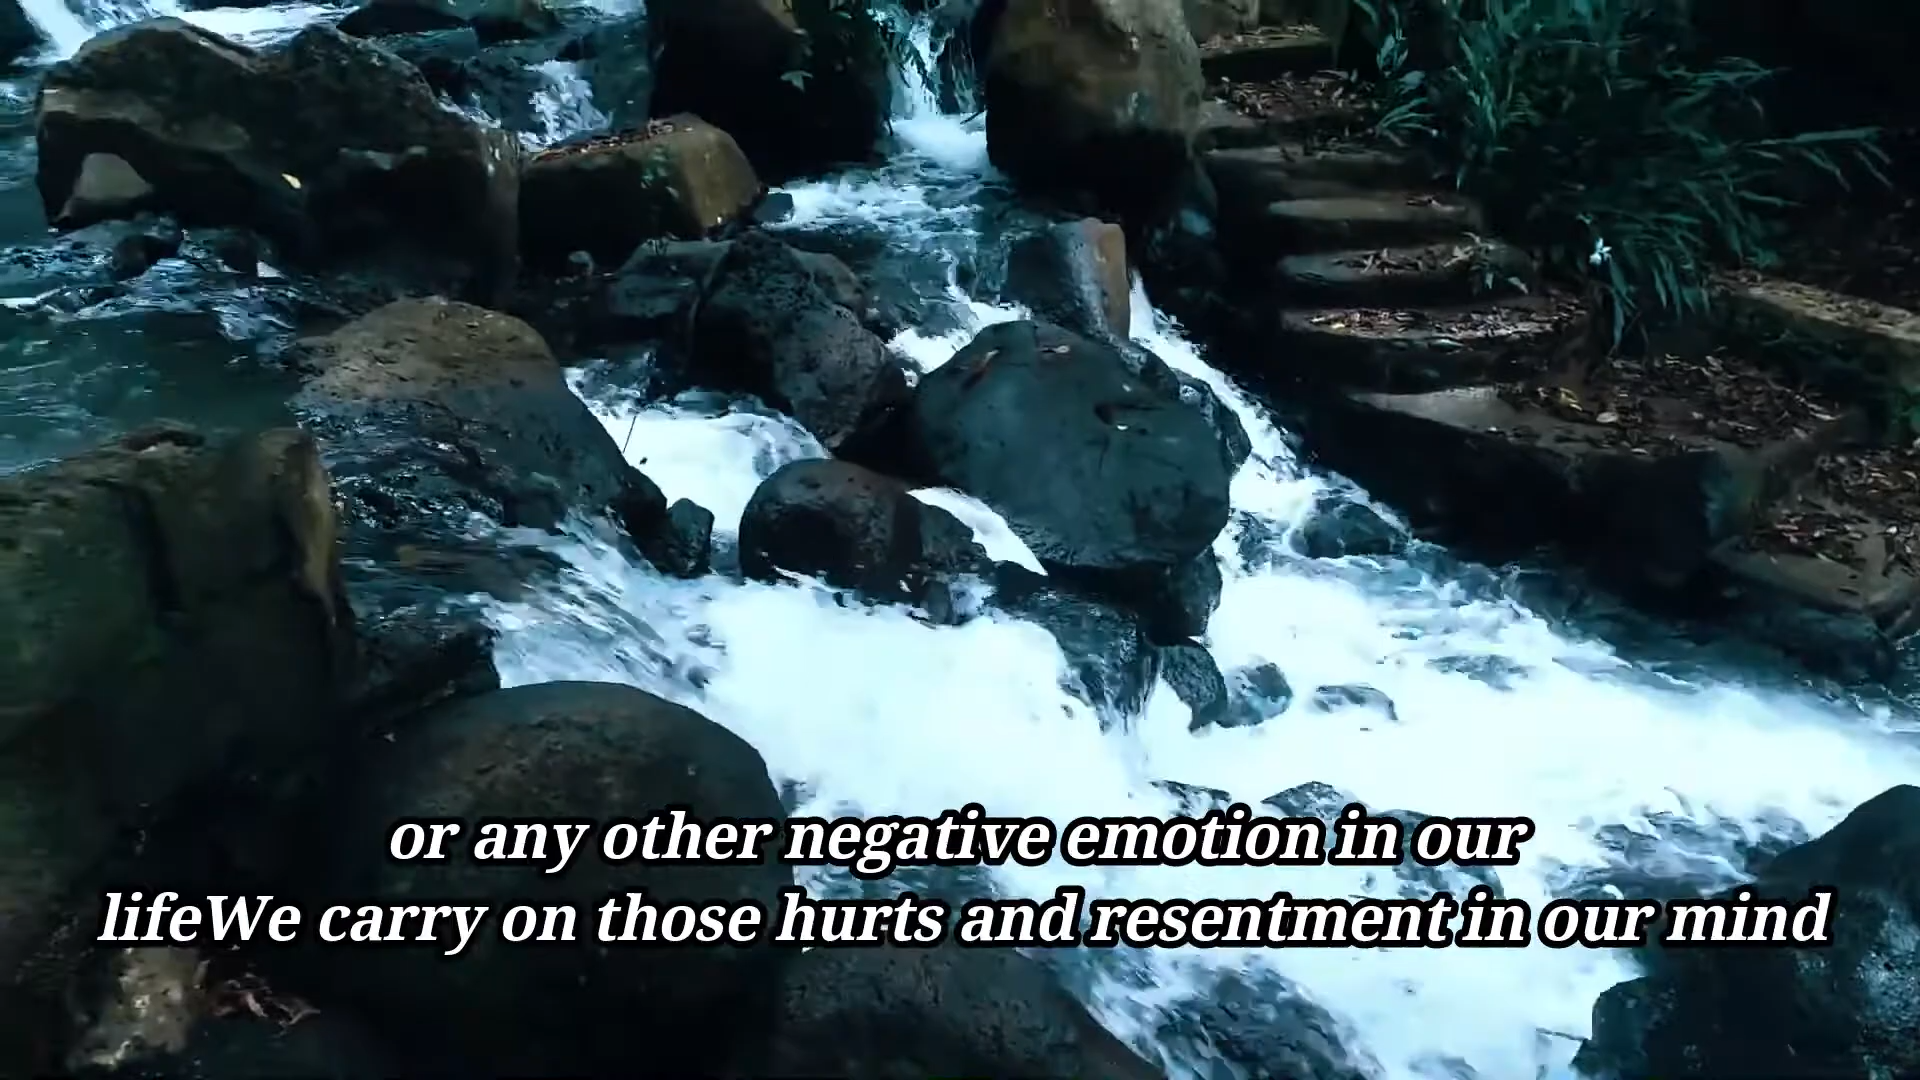 or any other negative emotion in our
lifeWe carry on those hurts and resentment in our mind